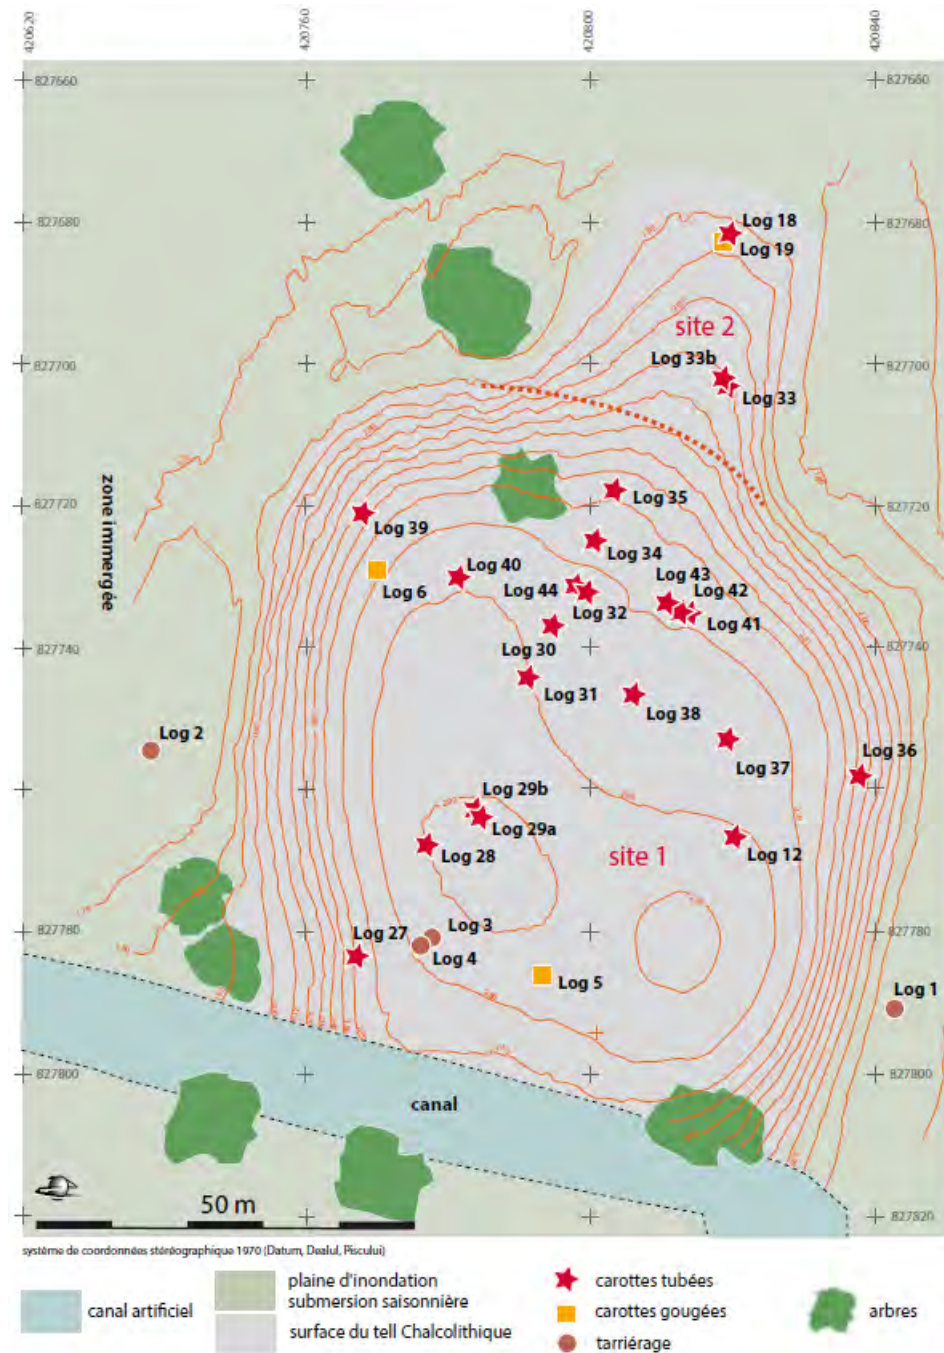 420620
420760
420800
420840
827660
827660
827680
827680
Log 18
Log 19
site 2
827700
827700
Log 33b
Log 33
zone immergée
827720
827720
Log 35
Log 39
Log 34
Log 40
Log 43
Log 6
Log 44
Log 42
Log 32
Log 41
827740
827740
Log 30
Log 31
Log 38
Log 2
Log 37
Log 36
Log 29b
Log 29a
Log 28
site 1
Log 12
Log 3
Log 27
827780
827780
Log 4
Log 5
Log 1
827800
827800
canal
50 m
827820
système de coordonnées stéréographique 1970 (Datum, Dealul, Piscului)
canal artificiel
plaine d'inondation
submersion saisonnière
surface du tell Chalcolithique
carottes tubées
carottes gougées
tarriérage
arbres